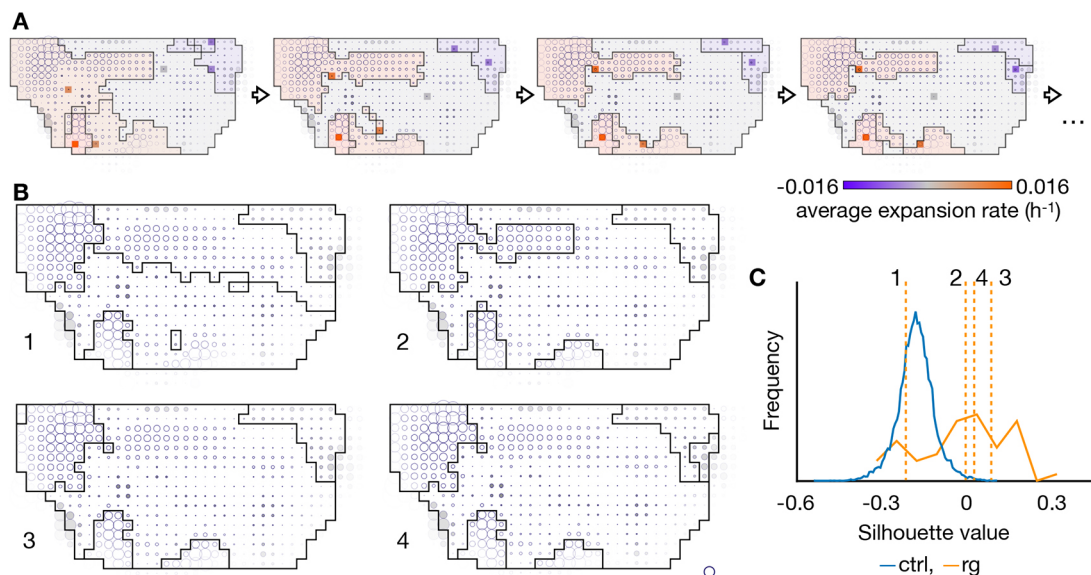 A
...
-0.016 0.016
average expansion rate (h-1)
B
1
2
3
4
C
1 2 4 3
Frequency
-0.6 -0.3 0 0.3
Silhouette value
ctrl, rg